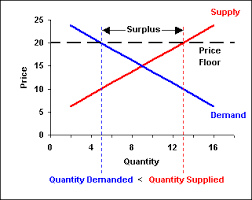 Supply
25
Surplus
20
Price
Floor
15
Price
10
5
Demand
0
4
8
12
16
Quantity
Quantity Demanded < Quantity Supplied